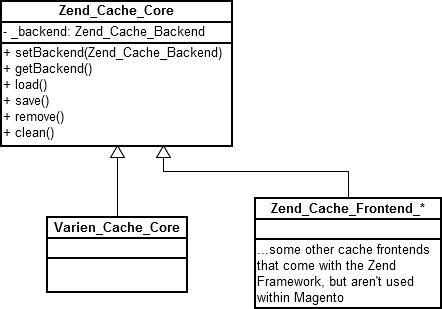 Zend_Cache_Core
- _backend: Zend_Cache_Backend
+ setBackend(Zend_Cache_Backend)
+ getBackend()
+ load()
+ save()
+ remove()
+ clean()
Varien_Cache_Core
Zend_Cache_Frontend_*
...some other cache frontends
that come with the Zend
Framework, but aren't used
within Magento